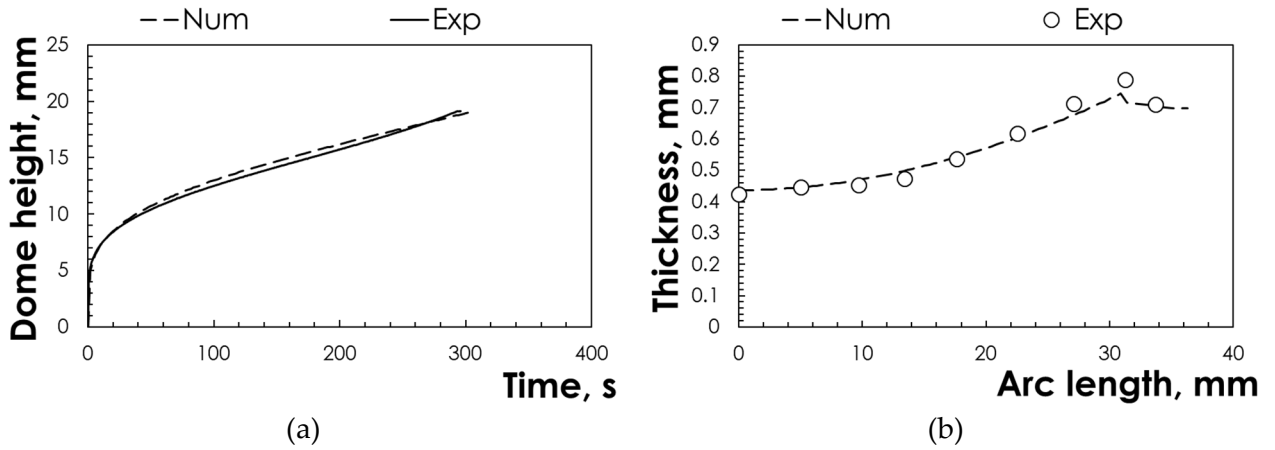 Num Exp
Dome height, mm
25
20
15
10
5
0
0 100 200 300 400
Time, s
(a)
Num Exp
Thickness, mm
0.9
0.8
0.7
0.6
0.5
0.4
0.3
0.2
0.1
0
0 10 20 30 40
Arc length, mm
(b)